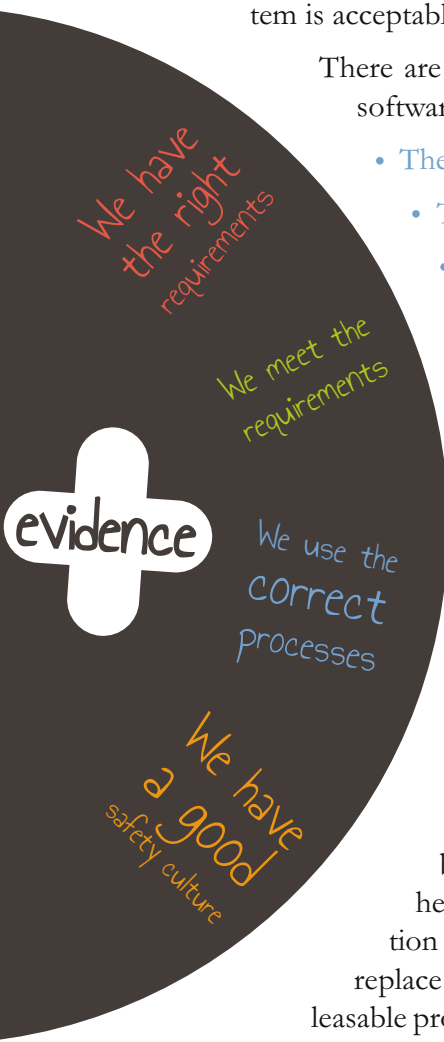 tem is acceptabl
There are
softwar
• The
•
•
We have
the right
requirements
We meet the
requirements
evidence
We use the
correct
processes
We have
a good
safety culture
he
tion
replace
leasable pro